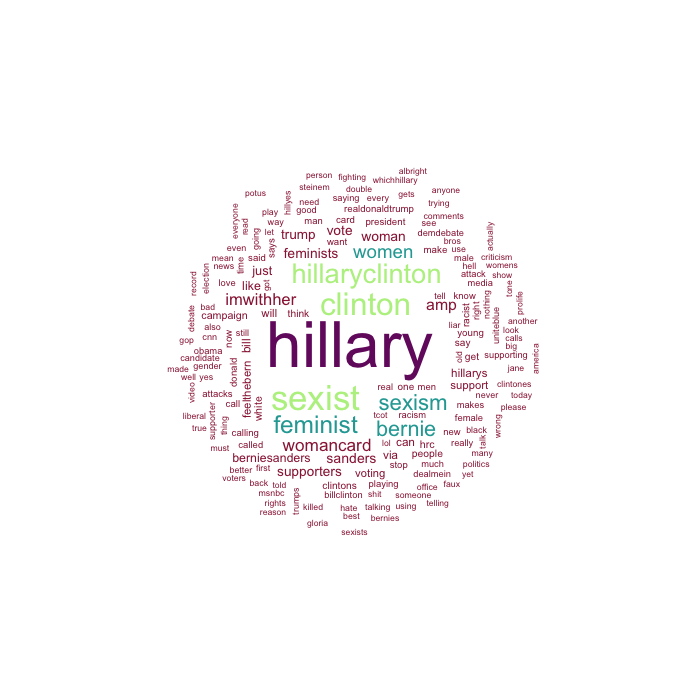 albright
person fighting whichhillary
steinem double
potus hillyes need saying every gets anyone
good realdonaldtrump trying
everyone read play man card president comments
way see
going let trump vote woman demdebate actually
says want bros
even feminists women make use male criticism
mean said hell womens
news time just hillaryclinton attack show
record election love got like media tone
imwithher tell know nothing prolife
bad clinton amp racist right another
debate campaign will think liar uniteblue
also now still hillary young look
gop cnn bill say calls
obama big
candidate old get supporting america
made gender donald hillarys jane
well yes feelthebern support clintones
video attacks white real one men never today
liberal call sexist sexism makes please
true supporter thing tcot racism female
calling feminist bernie new black wrong
must called womancard lol can hrc really talk
berniesanders sanders via people many
better first supporters stop much politics
voters voting dealmein yet
back told clintons playing office faux
msnbc billclinton shit someone
rights trumps killed hate talking using telling
reason best bernies
gloria
sexists